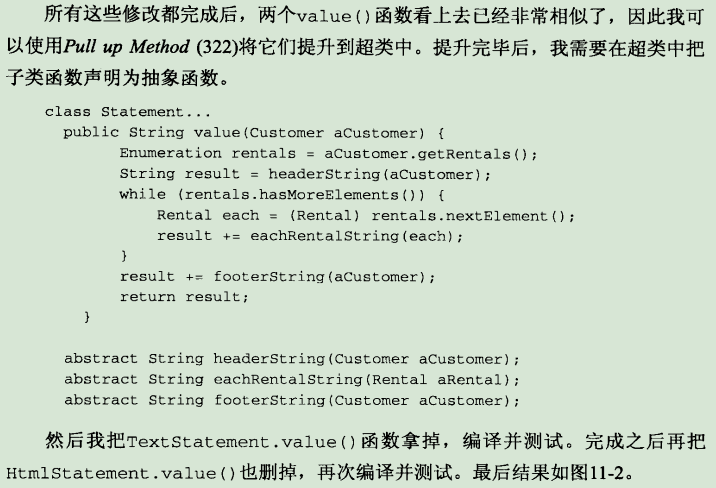 所有这些修改都完成后，两个value()函数看上去已经非常相似了，因此我可
以使用Pull up Method (322)将它们提升到超类中。提升完毕后，我需要在超类中把
子类函数声明为抽象函数。
class Statement...
public String value(Customer aCustomer) {
Enumeration rentals = aCustomer.getRentals();
String result = headerString(aCustomer);
while (rentals.hasMoreElements()) {
Rental each = (Rental) rentals.nextElement();
result += eachRentalString(each);
}
result += footerString(aCustomer);
return result;
}
abstract String headerString(Customer aCustomer);
abstract String eachRentalString(Rental aRental);
abstract String footerString(Customer aCustomer);
然后我把TextStatement.value()函数拿掉，编译并测试。完成之后再把
HtmlStatement.value()也删掉，再次编译并测试。最后结果如图11-2。